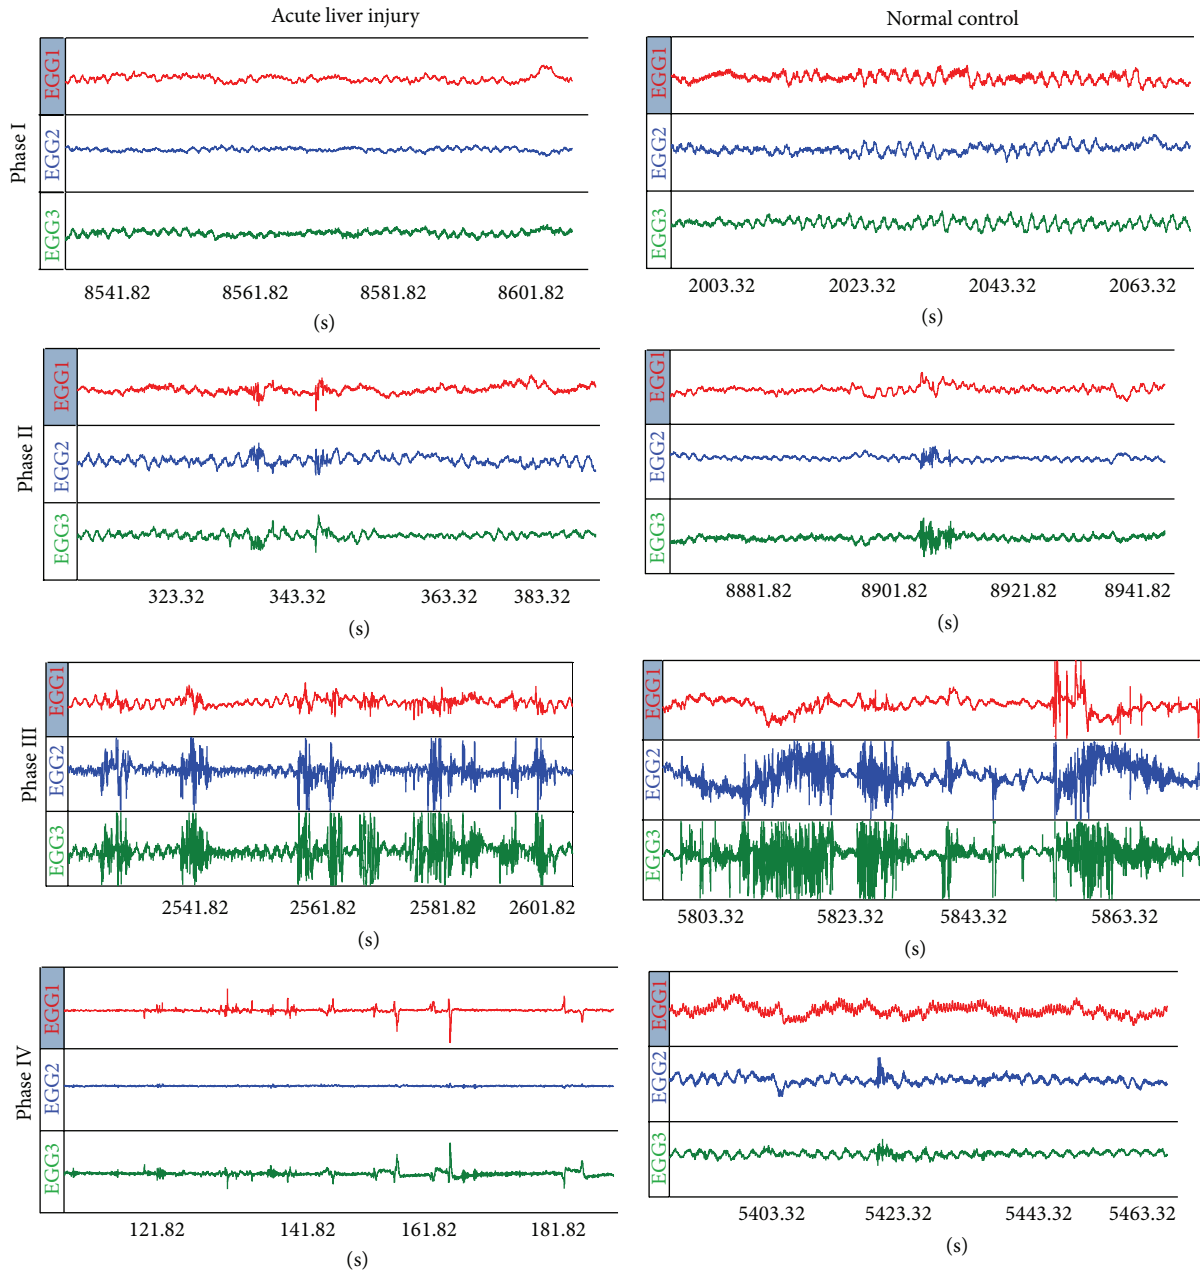 Acute liver injury
Normal control
Phase I
EGG1
EGG2
EGG3
8541.82 8561.82 8581.82 8601.82
(s)
EGG1
EGG2
EGG3
2003.32 2023.32 2043.32 2063.32
(s)
Phase II
EGG1
EGG2
EGG3
323.32 343.32 363.32 383.32
(s)
EGG1
EGG2
EGG3
8881.82 8901.82 8921.82 8941.82
(s)
Phase III
EGG1
EGG2
EGG3
2541.82 2561.82 2581.82 2601.82
(s)
EGG1
EGG2
EGG3
5803.32 5823.32 5843.32 5863.32
(s)
Phase IV
EGG1
EGG2
EGG3
121.82 141.82 161.82 181.82
(s)
EGG1
EGG2
EGG3
5403.32 5423.32 5443.32 5463.32
(s)